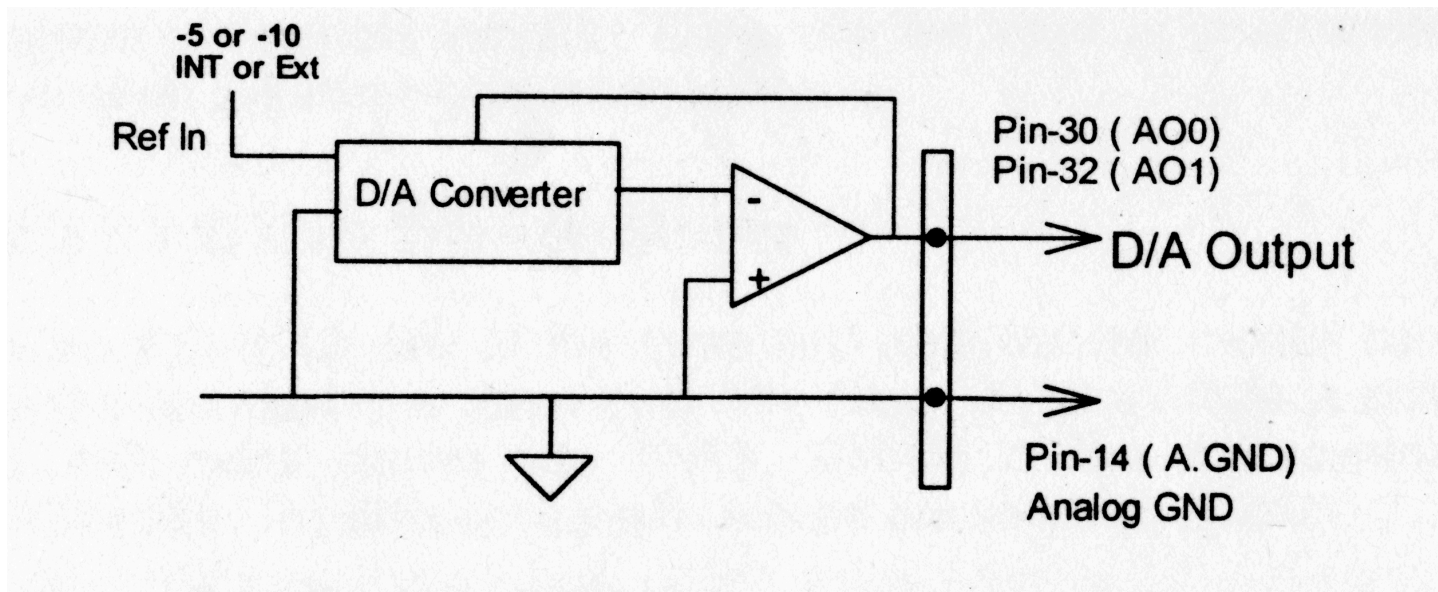 -5 or -10
INT or Ext
Ref In
D/A Converter
-
+
Pin-30 ( AO0)
Pin-32 ( AO1)
D/A Output
Pin-14 ( A.GND)
Analog GND